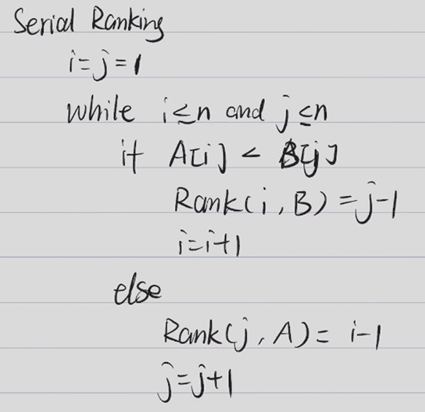 Serial Ranking
i=j=1
while i≤n and j≤n
if A[i] < B[j]
Rank(i, B) = j-1
i=i+1
else
Rank(j, A) = i-1
j=j+1